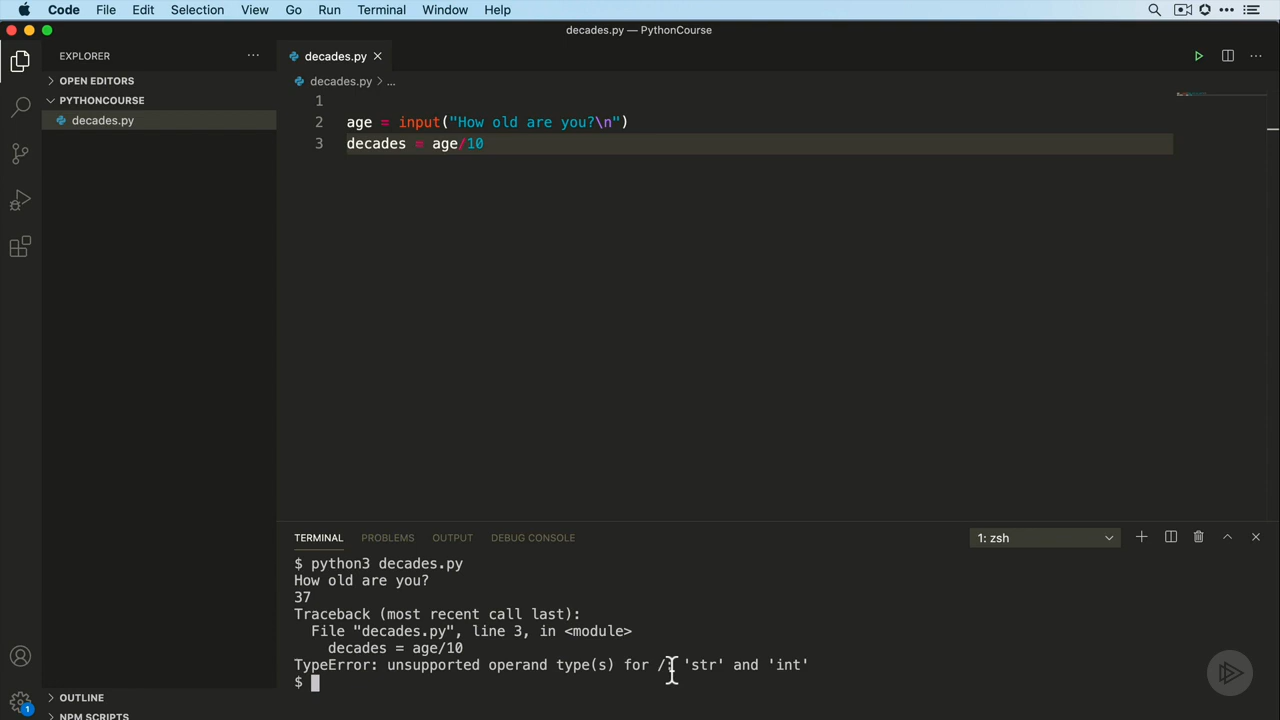 Code File Edit Selection View Go Run Terminal Window Help
decades.py — PythonCourse
EXPLORER
OPEN EDITORS
PYTHONCOURSE
decades.py
OUTLINE
NPM SCRIPTS
1
decades.py
decades.py > ...
1
2 age = input("How old are you?\n")
3 decades = age/10
TERMINAL PROBLEMS OUTPUT DEBUG CONSOLE 1: zsh
$ python3 decades.py
How old are you?
37
Traceback (most recent call last):
File "decades.py", line 3, in <module>
decades = age/10
TypeError: unsupported operand type(s) for /: 'str' and 'int'
$